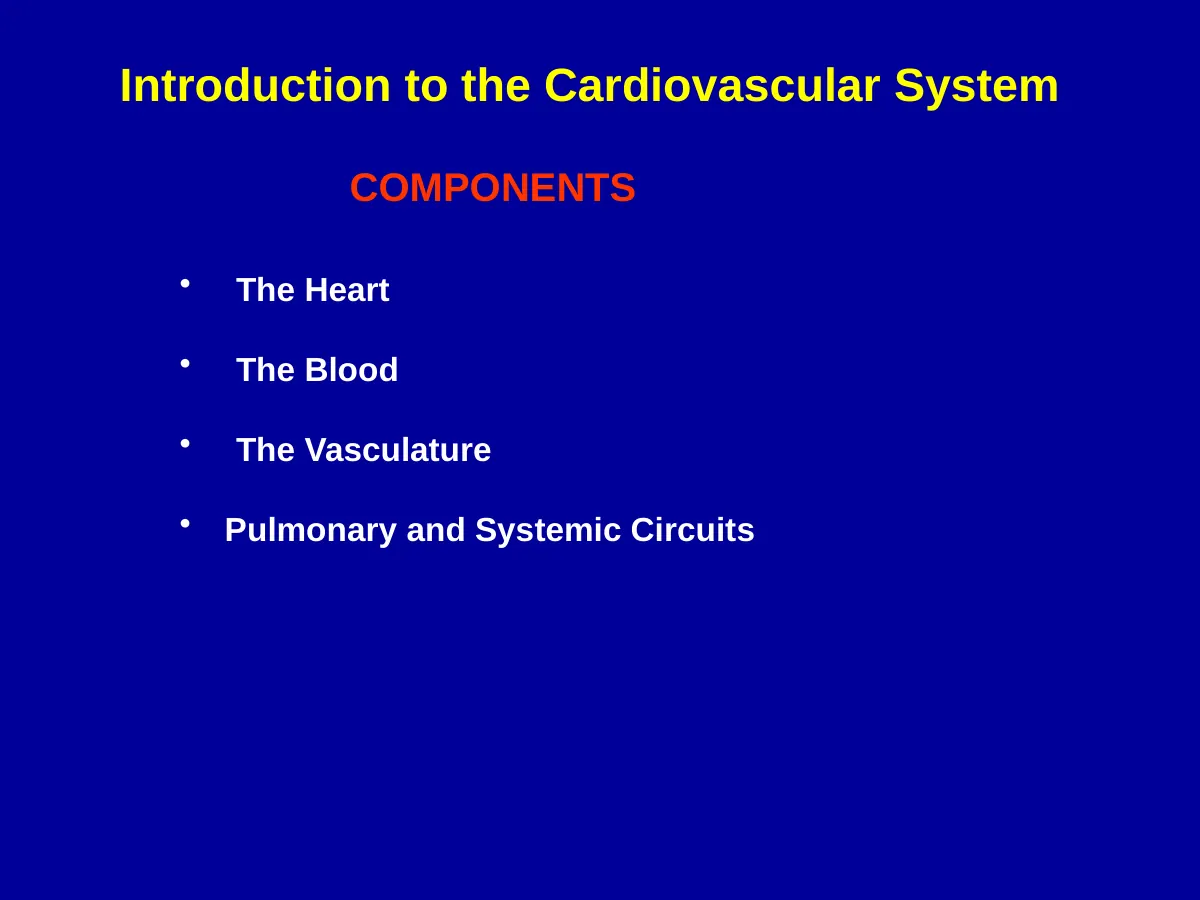 Introduction to the Cardiovascular System
COMPONENTS
• The Heart
• The Blood
• The Vasculature
• Pulmonary and Systemic Circuits